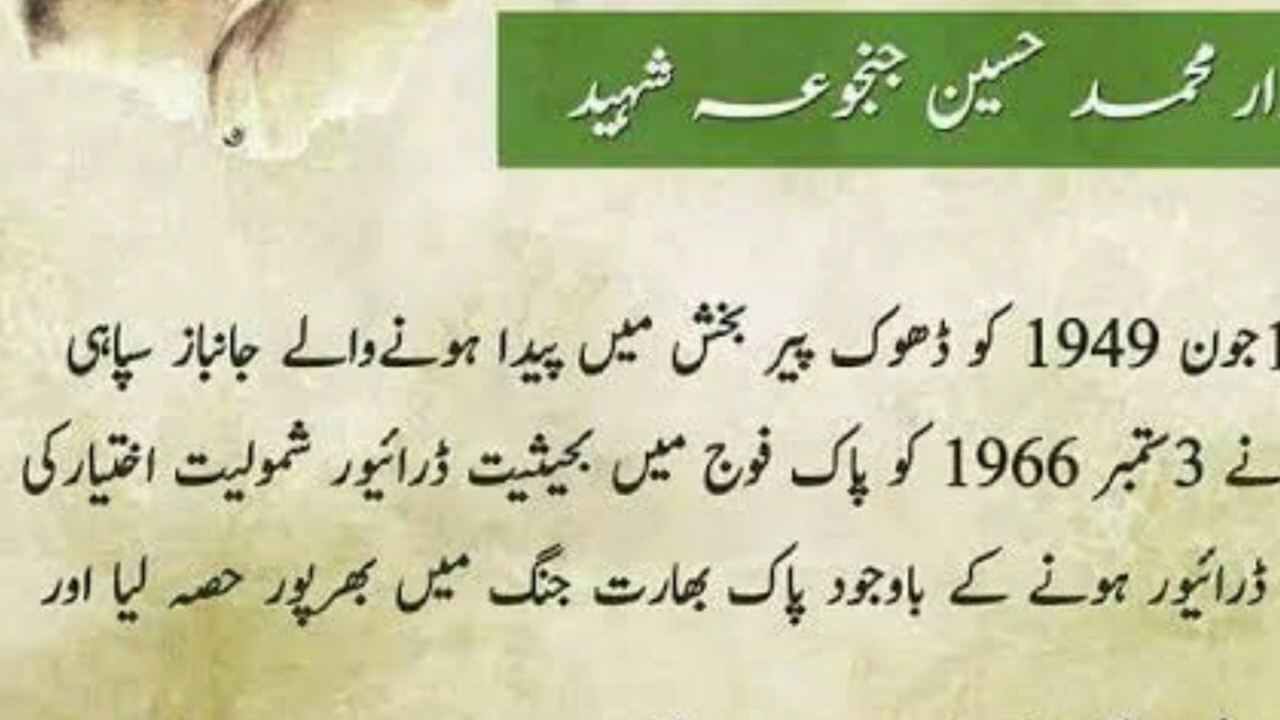 ار محمد حسین جنجوعہ شہید
1 جون 1949 کو ڈھوک پیر بخش میں پیدا ہونے والے جانباز سپاہی
نے 3 ستمبر 1966 کو پاک فوج میں بحیثیت ڈرائیور شمولیت اختیار کی
ڈرائیور ہونے کے باوجود پاک بھارت جنگ میں بھرپور حصہ لیا اور